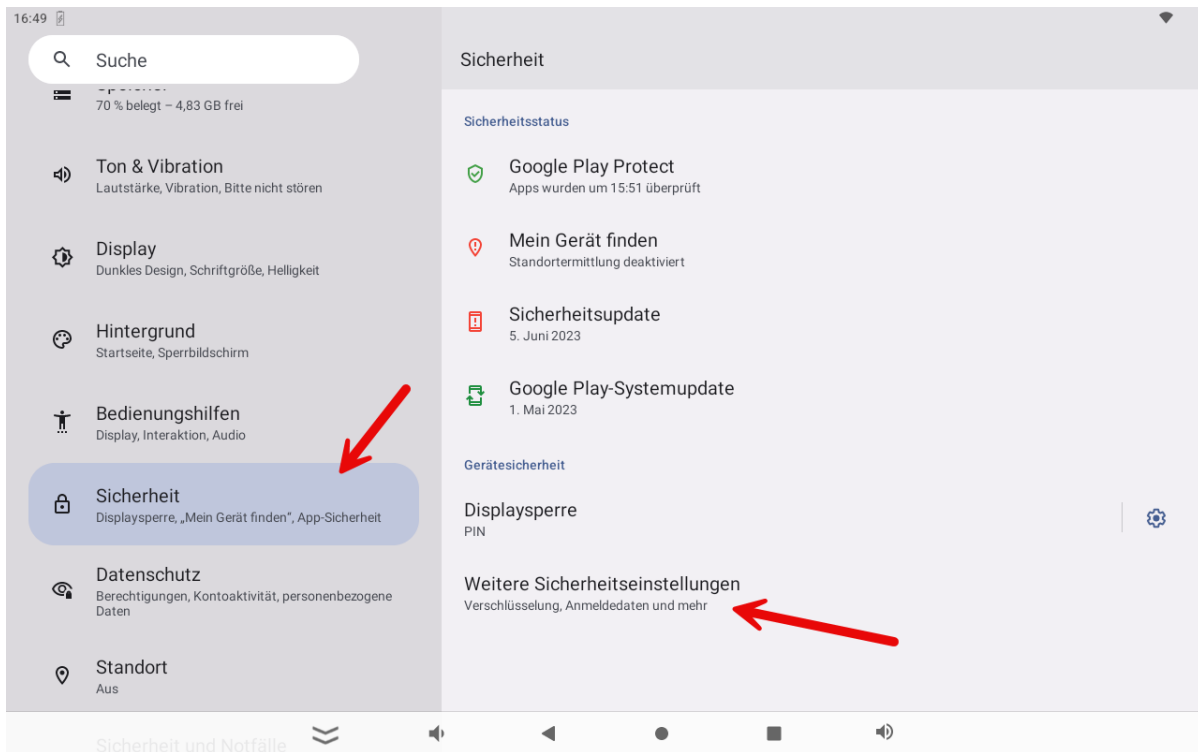 16:49
Suche
Speicher
70 % belegt – 4,83 GB frei
Ton & Vibration
Lautstärke, Vibration, Bitte nicht stören
Display
Dunkles Design, Schriftgröße, Helligkeit
Hintergrund
Startseite, Sperrbildschirm
Bedienungshilfen
Display, Interaktion, Audio
Sicherheit
Displaysperre, „Mein Gerät finden“, App-Sicherheit
Datenschutz
Berechtigungen, Kontoaktivität, personenbezogene
Daten
Standort
Aus
Sicherheit und Notfälle
Sicherheit
Sicherheitsstatus
Google Play Protect
Apps wurden um 15:51 überprüft
Mein Gerät finden
Standortermittlung deaktiviert
Sicherheitsupdate
5. Juni 2023
Google Play-Systemupdate
1. Mai 2023
Gerätesicherheit
Displaysperre
PIN
Weitere Sicherheitseinstellungen
Verschlüsselung, Anmeldedaten und mehr